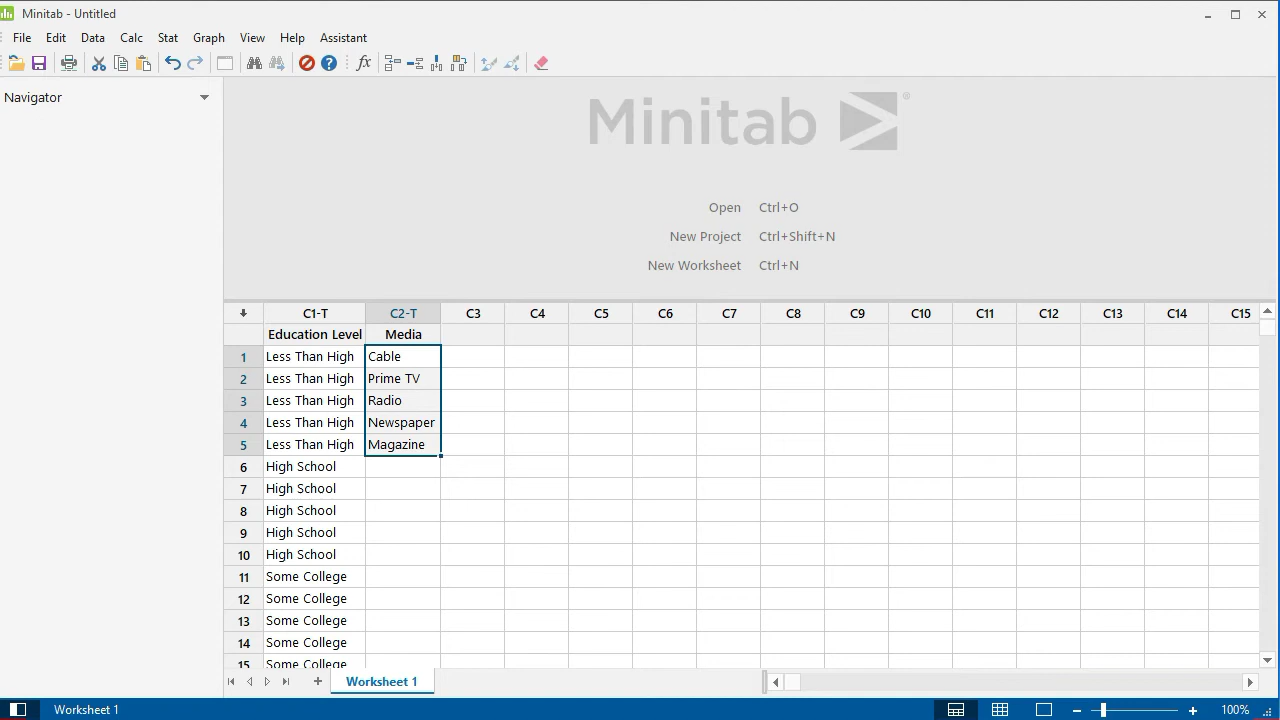 Minitab - Untitled
File Edit Data Calc Stat Graph View Help Assistant
fx
Navigator
Minitab ®
Open Ctrl+O
New Project Ctrl+Shift+N
New Worksheet Ctrl+N
C1-T C2-T C3 C4 C5 C6 C7 C8 C9 C10 C11 C12 C13 C14 C15
Education Level Media
1 Less Than High Cable
2 Less Than High Prime TV
3 Less Than High Radio
4 Less Than High Newspaper
5 Less Than High Magazine
6 High School
7 High School
8 High School
9 High School
10 High School
11 Some College
12 Some College
13 Some College
14 Some College
15 Some College
Worksheet 1
Worksheet 1 100%